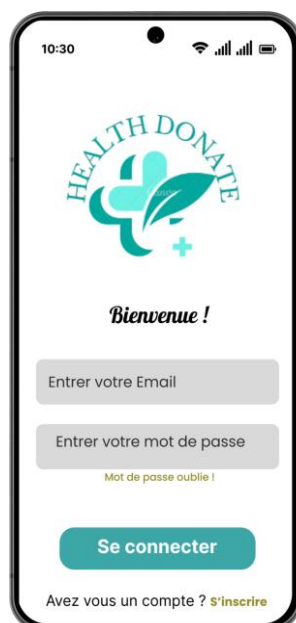 10:30
HEALTH DONATE
Bienvenue !
Entrer votre Email
Entrer votre mot de passe
Mot de passe oublie !
Se connecter
Avez vous un compte ? S'inscrire